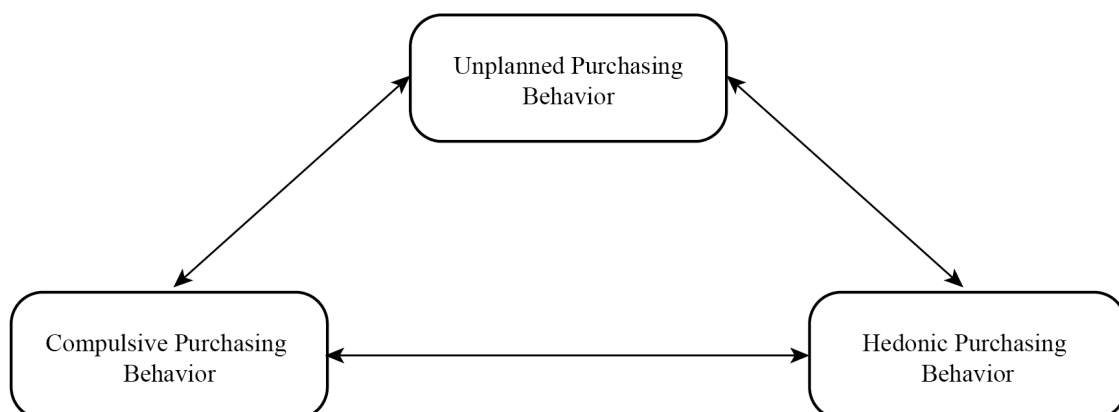 Unplanned Purchasing
Behavior
Compulsive Purchasing
Behavior
Hedonic Purchasing
Behavior